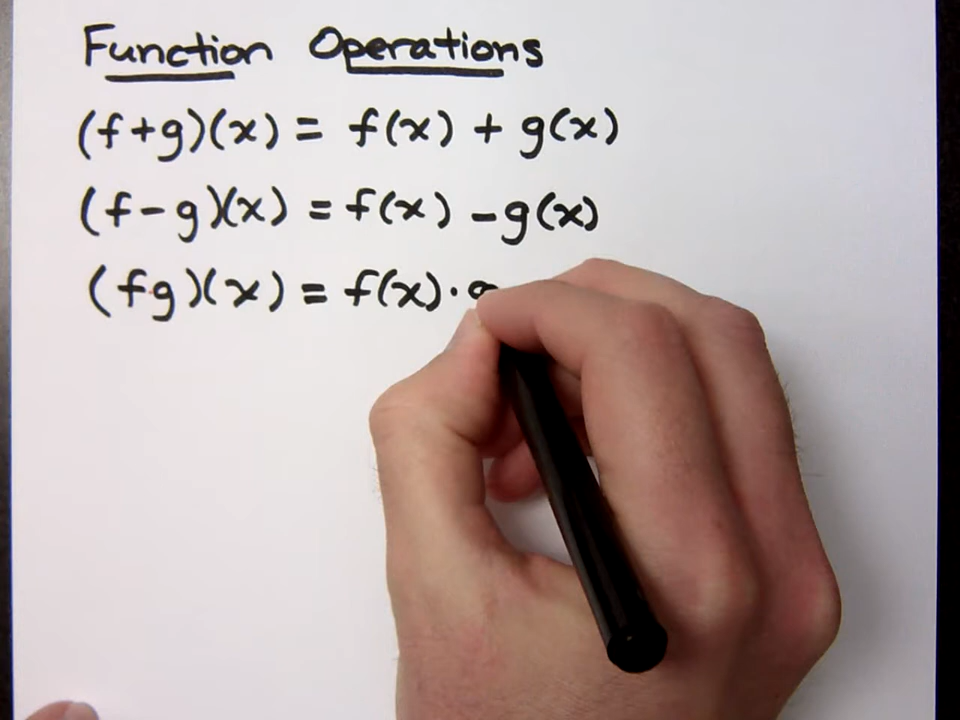 Function Operations
(f+g)(x) = f(x) + g(x)
(f-g)(x) = f(x) - g(x)
(fg)(x) = f(x) ·